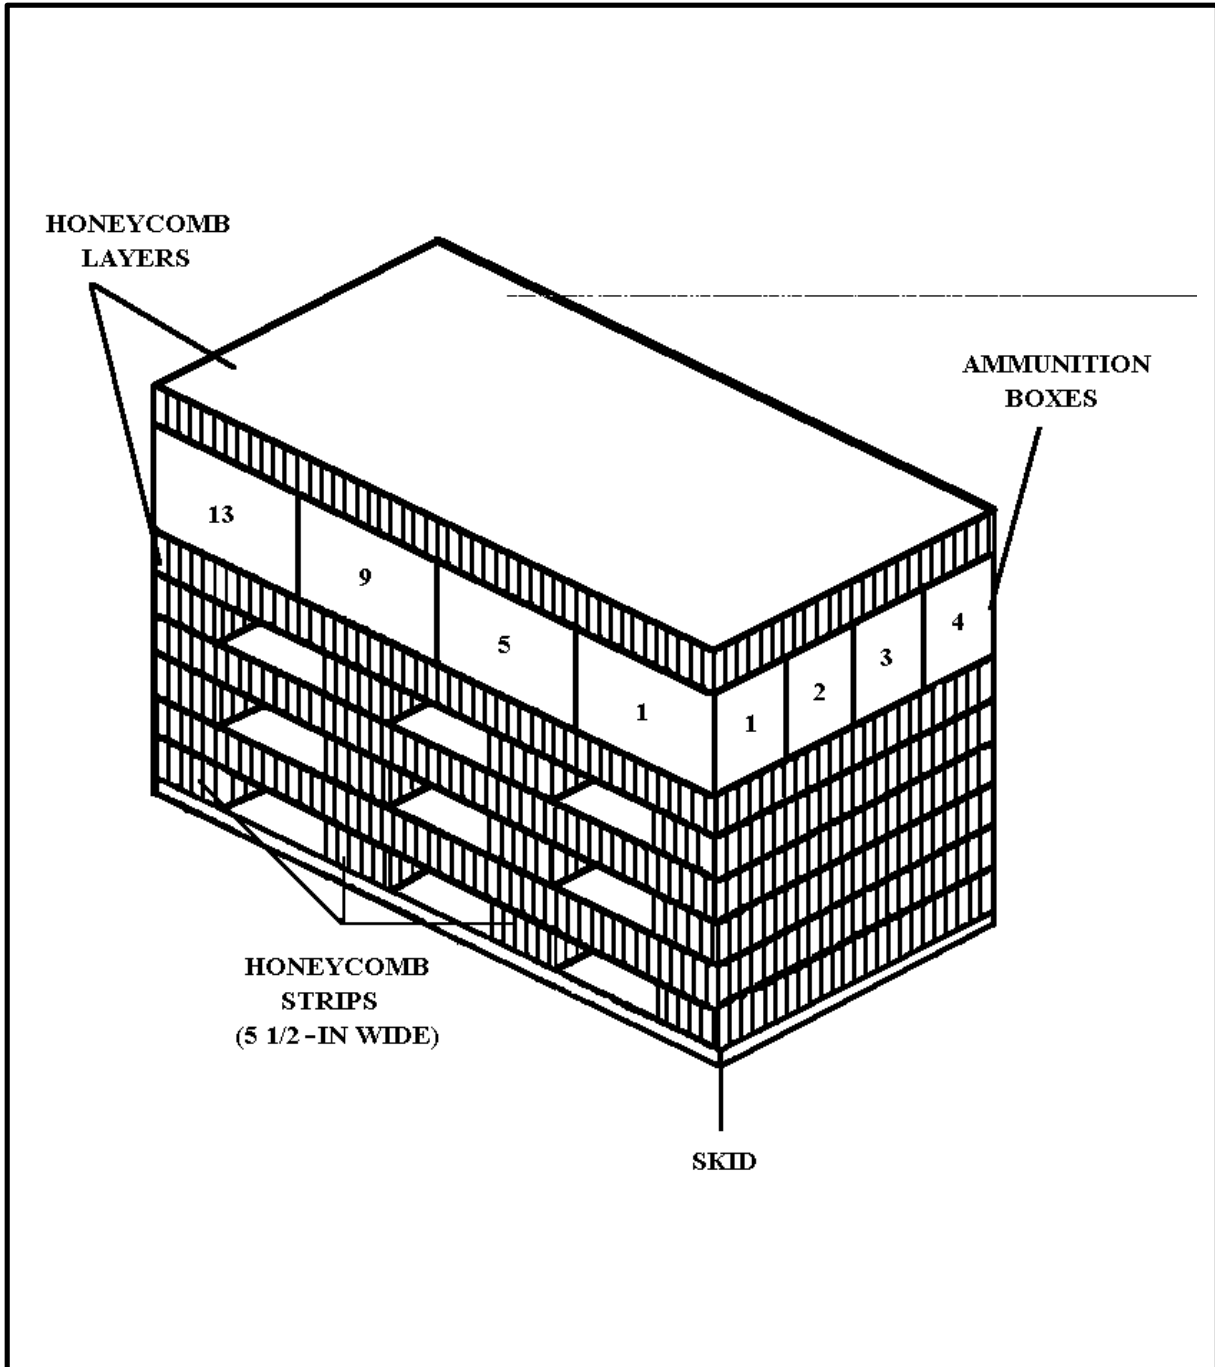 HONEYCOMB
LAYERS
AMMUNITION
BOXES
13
9
5
1
1
2
3
4
HONEYCOMB
STRIPS
(5 1/2-IN WIDE)
SKID